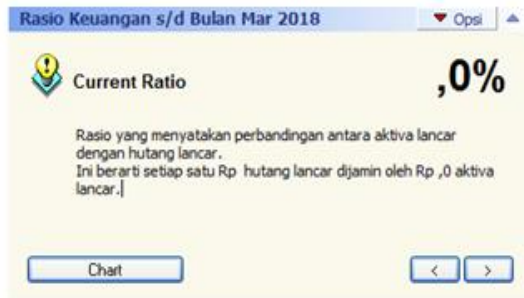 Rasio Keuangan s/d Bulan Mar 2018
Opsi
Current Ratio
,0%
Rasio yang menyatakan perbandingan antara aktiva lancar
dengan hutang lancar.
Ini berarti setiap satu Rp  hutang lancar dijamin oleh Rp ,0 aktiva
lancar.
Chart
< >